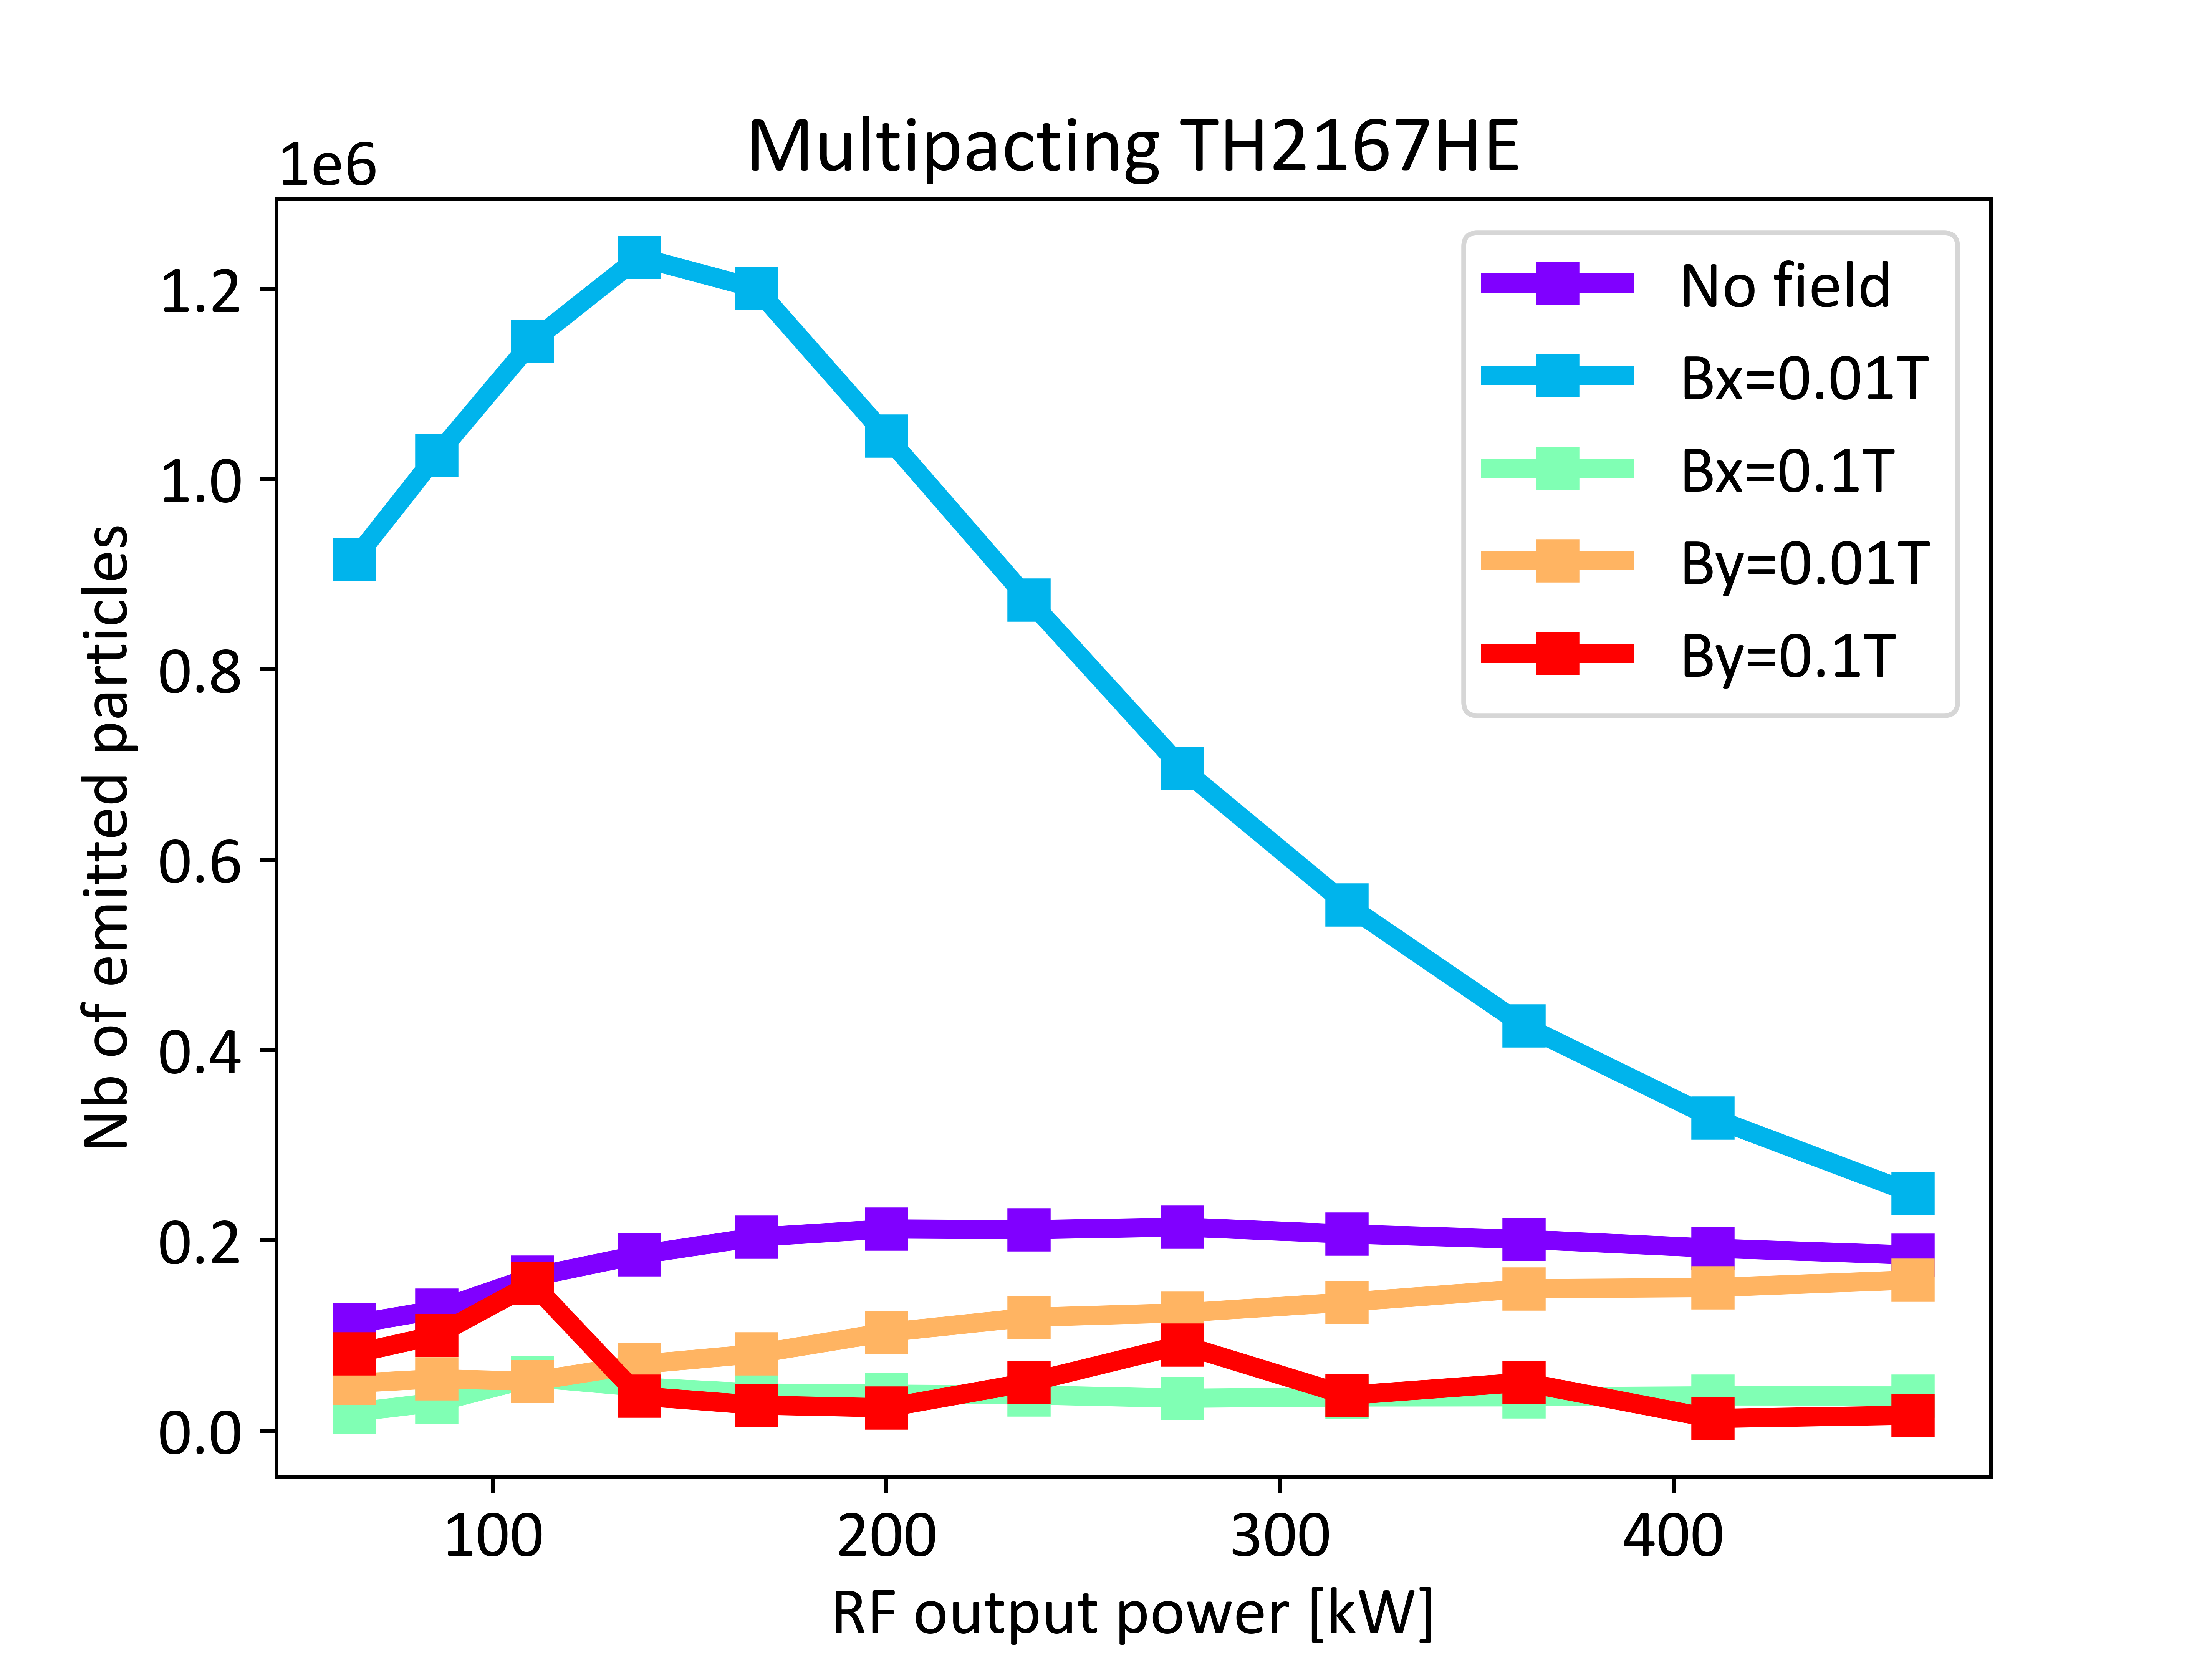 Multipacting TH2167HE
1e6
1.2
1.0
0.8
0.6
0.4
0.2
0.0
Nb of emitted particles
No field
Bx=0.01T
Bx=0.1T
By=0.01T
By=0.1T
100 200 300 400
RF output power [kW]